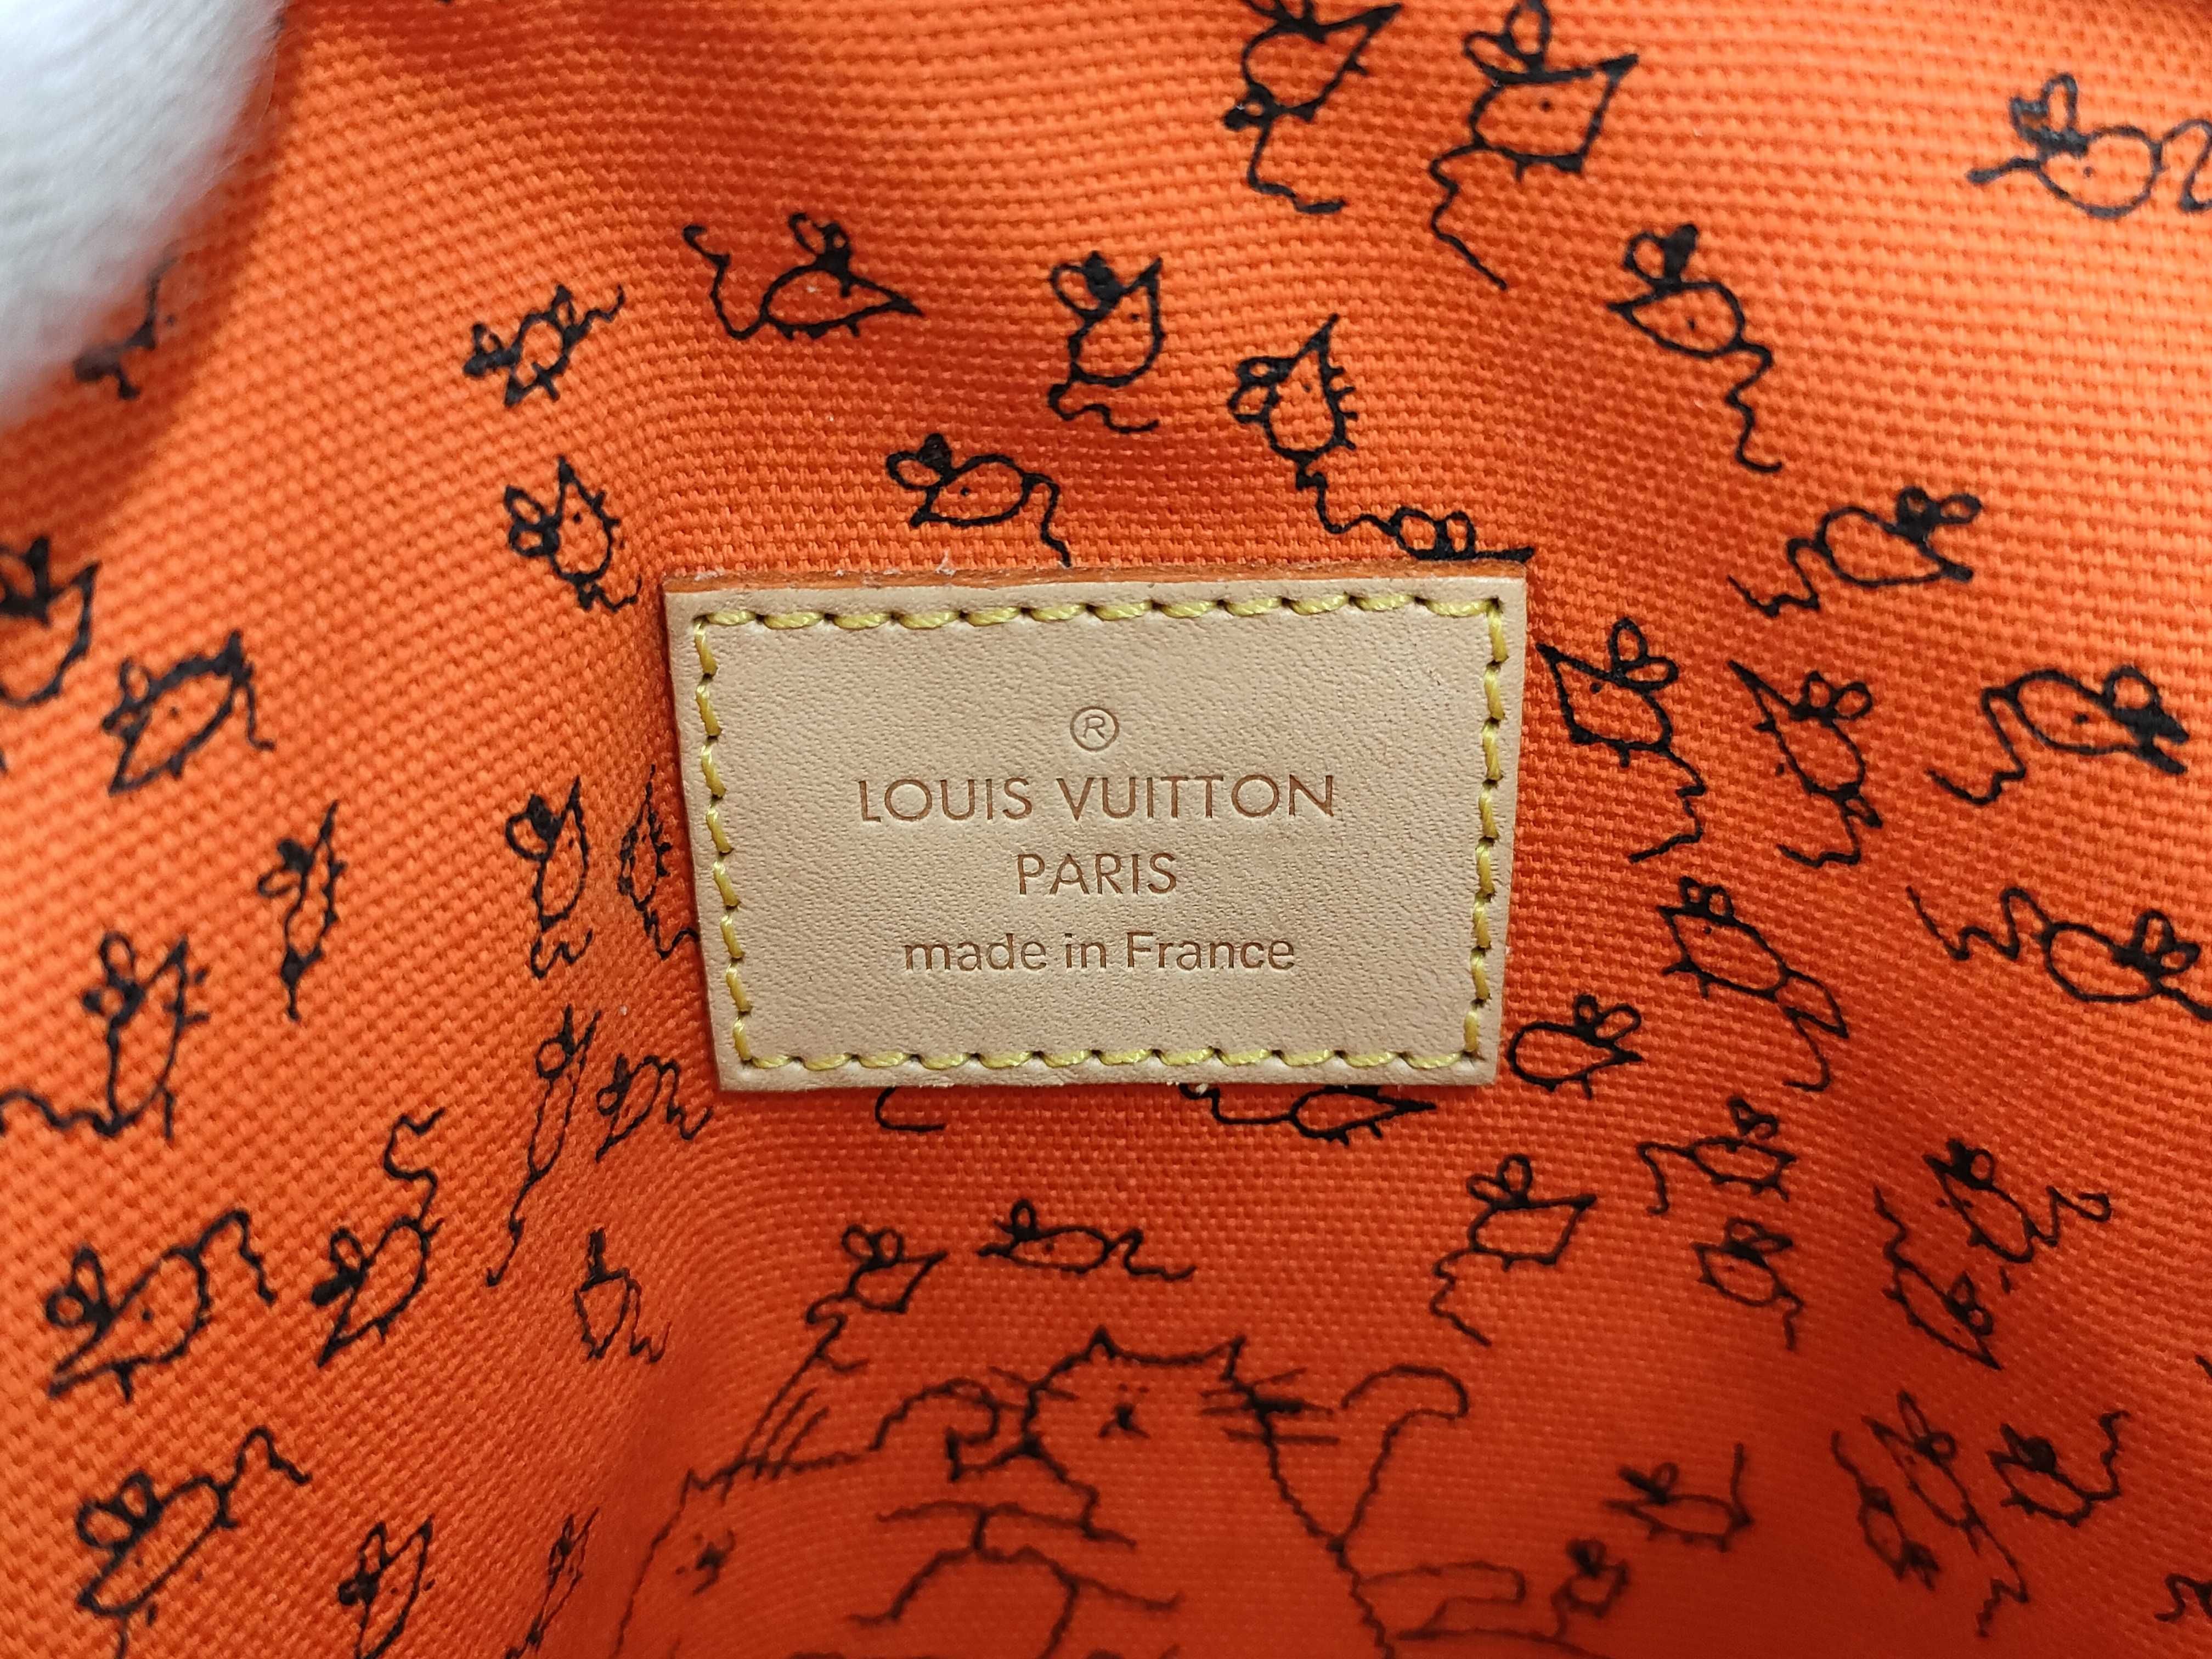 ®
LOUIS VUITTON
PARIS
made in France